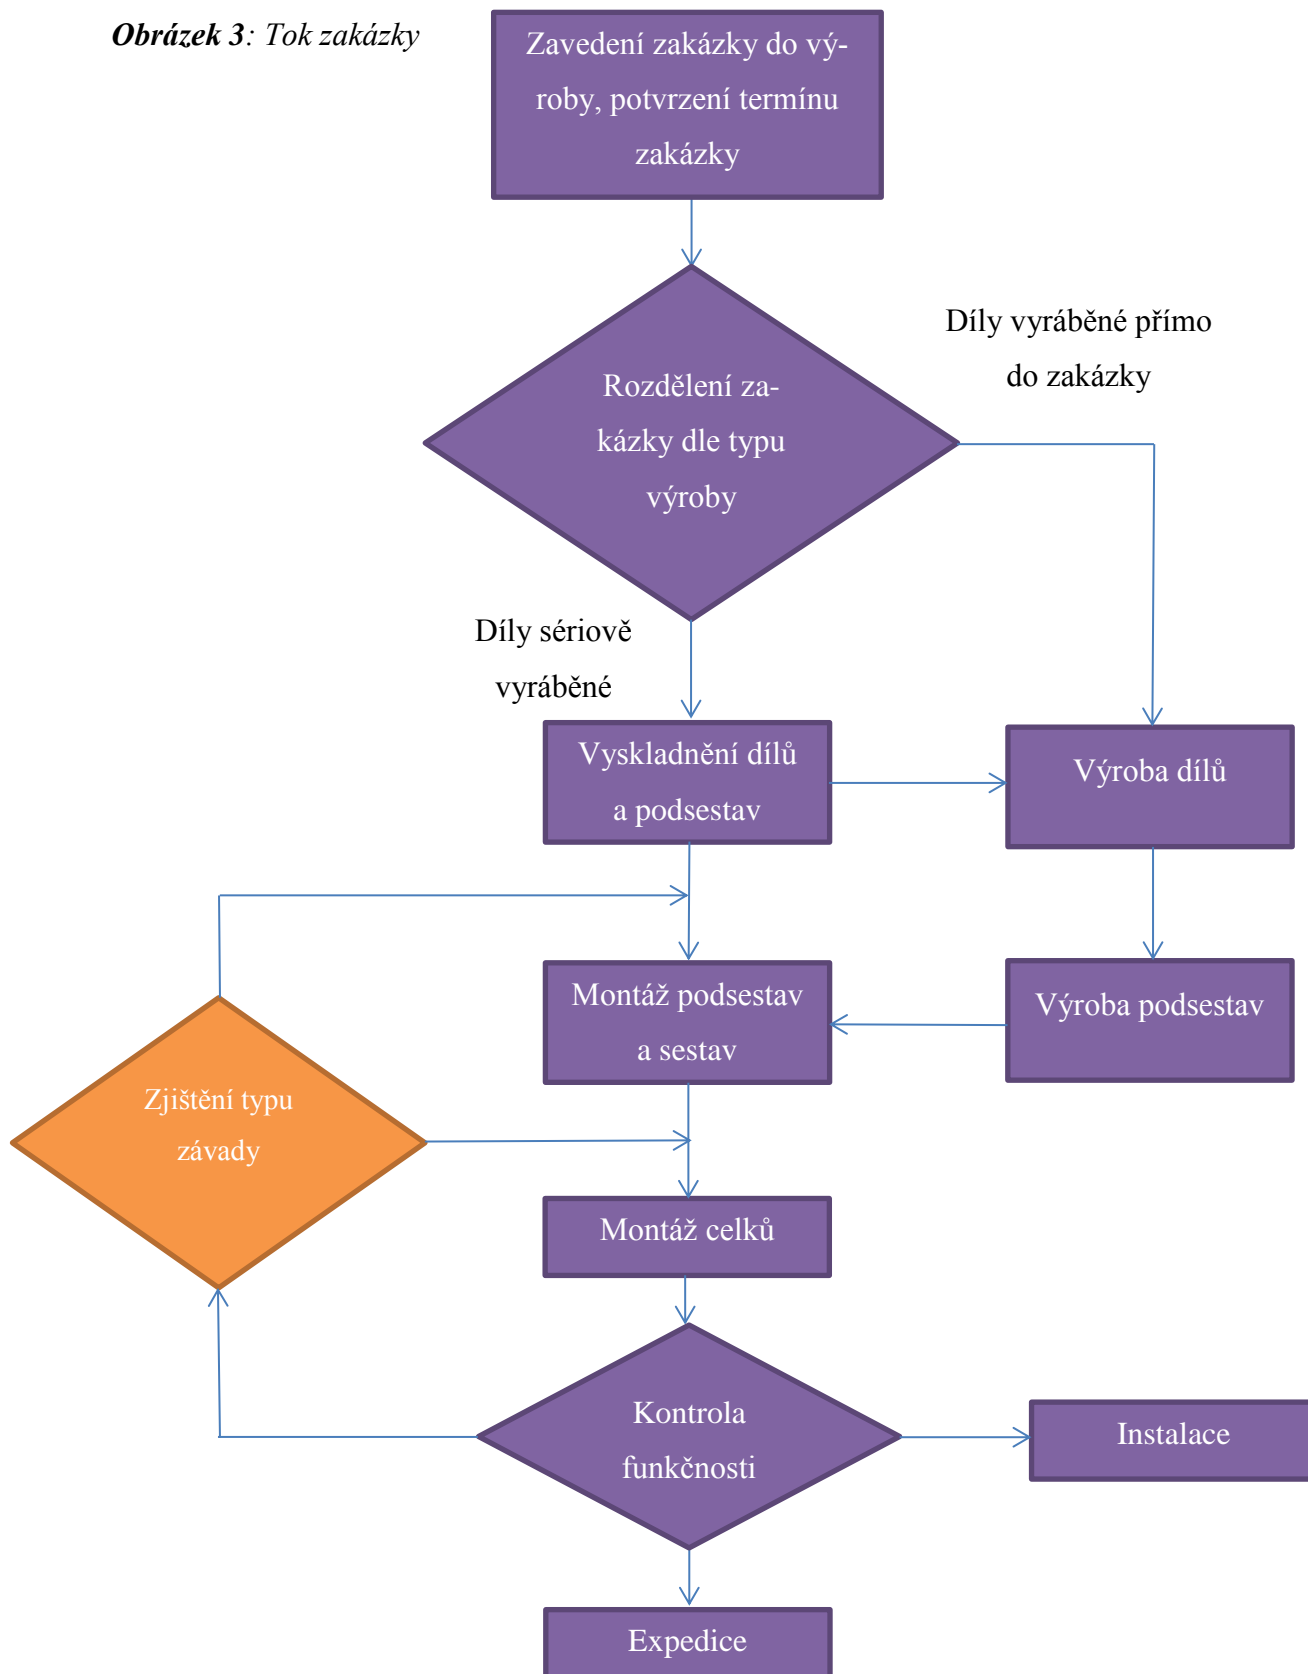 Obrázek 3: Tok zakázky
Zavedení zakázky do vý-
roby, potvrzení termínu
zakázky
Díly vyráběné přímo
do zakázky
Rozdělení za-
kázky dle typu
výroby
Díly sériově
vyráběné
Vyskladnění dílů
a podsestav
Výroba dílů
Montáž podsestav
a sestav
Výroba podsestav
Zjištění typu
závady
Montáž celků
Kontrola
funkčnosti
Instalace
Expedice